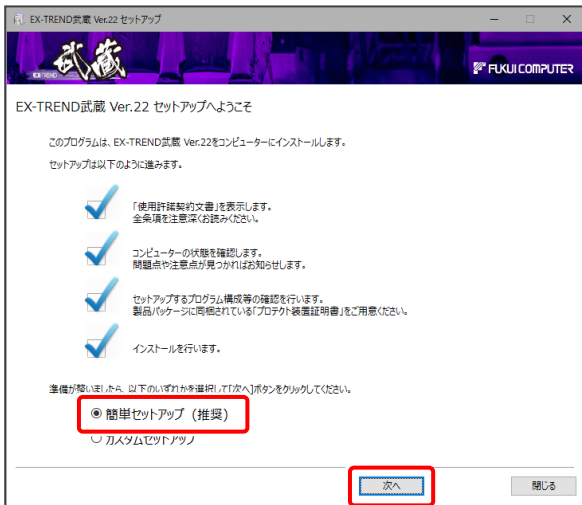 EX-TREND武蔵 Ver.22 セットアップ
武蔵
EX-TREND
FUKUI COMPUTER
EX-TREND武蔵 Ver.22 セットアップへようこそ
このプログラムは、EX-TREND武蔵 Ver.22をコンピューターにインストールします。
セットアップは以下のように進みます。
「使用許諾契約文書」を表示します。
全条項を注意深くお読みください。
コンピューターの状態を確認します。
問題点や注意点が見つかればお知らせします。
セットアップするプログラム構成等の確認を行います。
製品パッケージに同梱されている「プロテクト装置証明書」をご用意ください。
インストールを行います。
準備が整いましたら、以下のいずれかを選択して「次へ」ボタンをクリックしてください。
簡単セットアップ（推奨）
カスタムセットアップ
次へ
閉じる